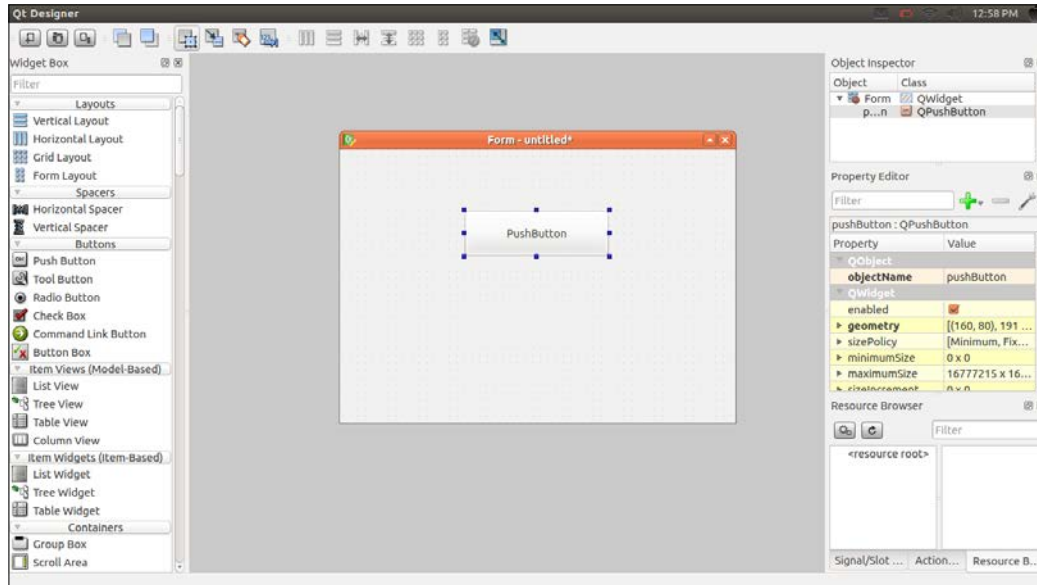 Qt Designer
12:58 PM
Widget Box
Filter
Layouts
Vertical Layout
Horizontal Layout
Grid Layout
Form Layout
Spacers
Horizontal Spacer
Vertical Spacer
Buttons
Push Button
Tool Button
Radio Button
Check Box
Command Link Button
Button Box
Item Views (Model-Based)
List View
Tree View
Table View
Column View
Item Widgets (Item-Based)
List Widget
Tree Widget
Table Widget
Containers
Group Box
Scroll Area
Form - untitled*
PushButton
Object Inspector
Object Class
Form QWidget
p...n QPushButton
Property Editor
Filter
pushButton : QPushButton
Property Value
QObject
objectName pushButton
QWidget
enabled
geometry [(160, 80), 191 ...
sizePolicy [Minimum, Fix...
minimumSize 0 x 0
maximumSize 16777215 x 16...
sizeIncrement 0 x 0
Resource Browser
Filter
<resource root>
Signal/Slot ... Action... Resource B...